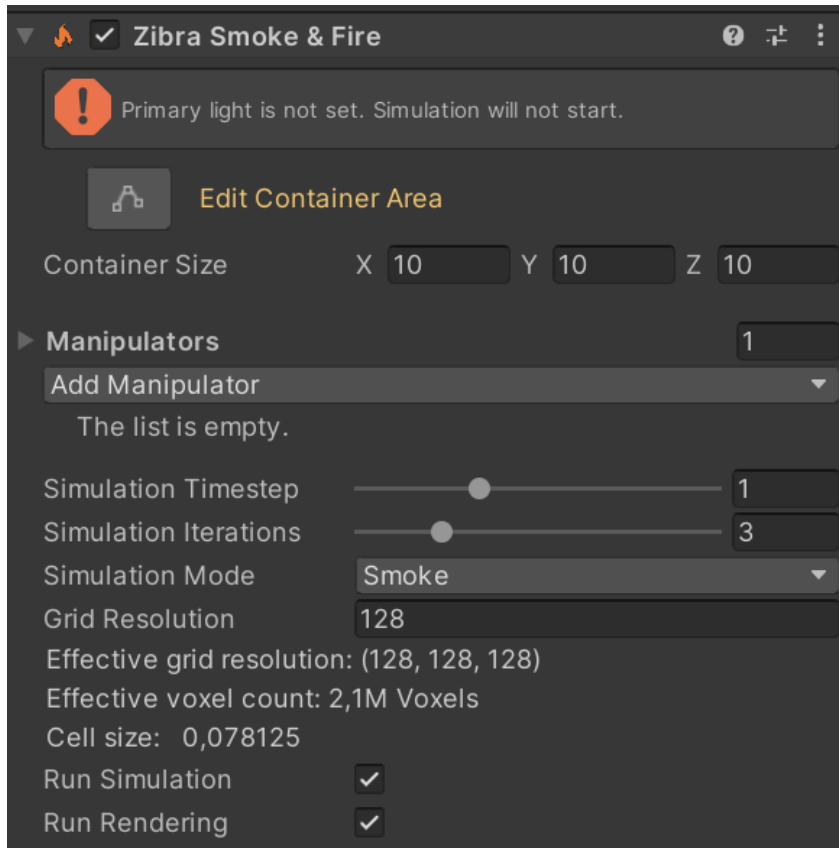 Zibra Smoke & Fire
Primary light is not set. Simulation will not start.
Edit Container Area
Container Size X 10 Y 10 Z 10
Manipulators 1
Add Manipulator
The list is empty.
Simulation Timestep 1
Simulation Iterations 3
Simulation Mode Smoke
Grid Resolution 128
Effective grid resolution: (128, 128, 128)
Effective voxel count: 2,1M Voxels
Cell size: 0,078125
Run Simulation
Run Rendering